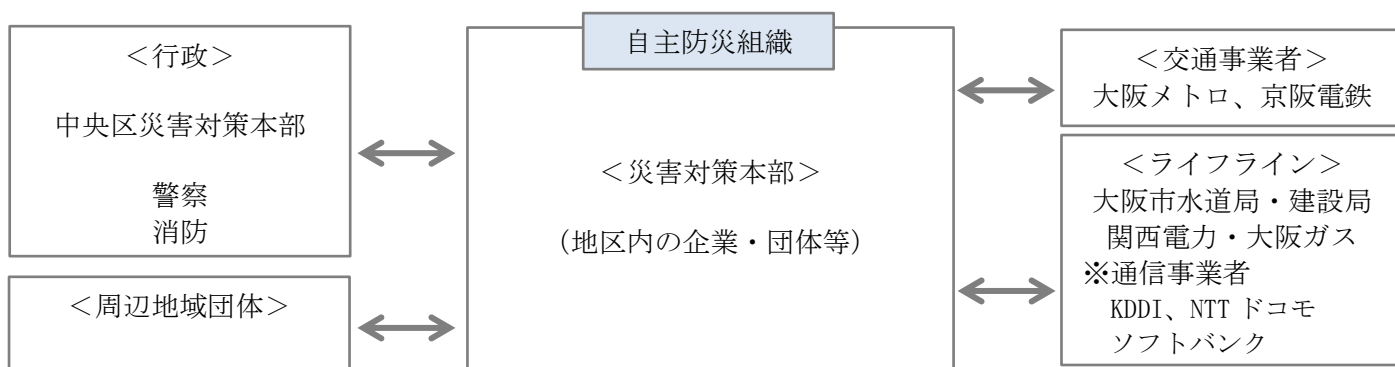 ＜行政＞
中央区災害対策本部
警察
消防
＜周辺地域団体＞
自主防災組織
＜災害対策本部＞
（地区内の企業・団体等）
＜交通事業者＞
大阪メトロ、京阪電鉄
＜ライフライン＞
大阪市水道局・建設局
関西電力・大阪ガス
※通信事業者
KDDI、NTT ドコモ
ソフトバンク